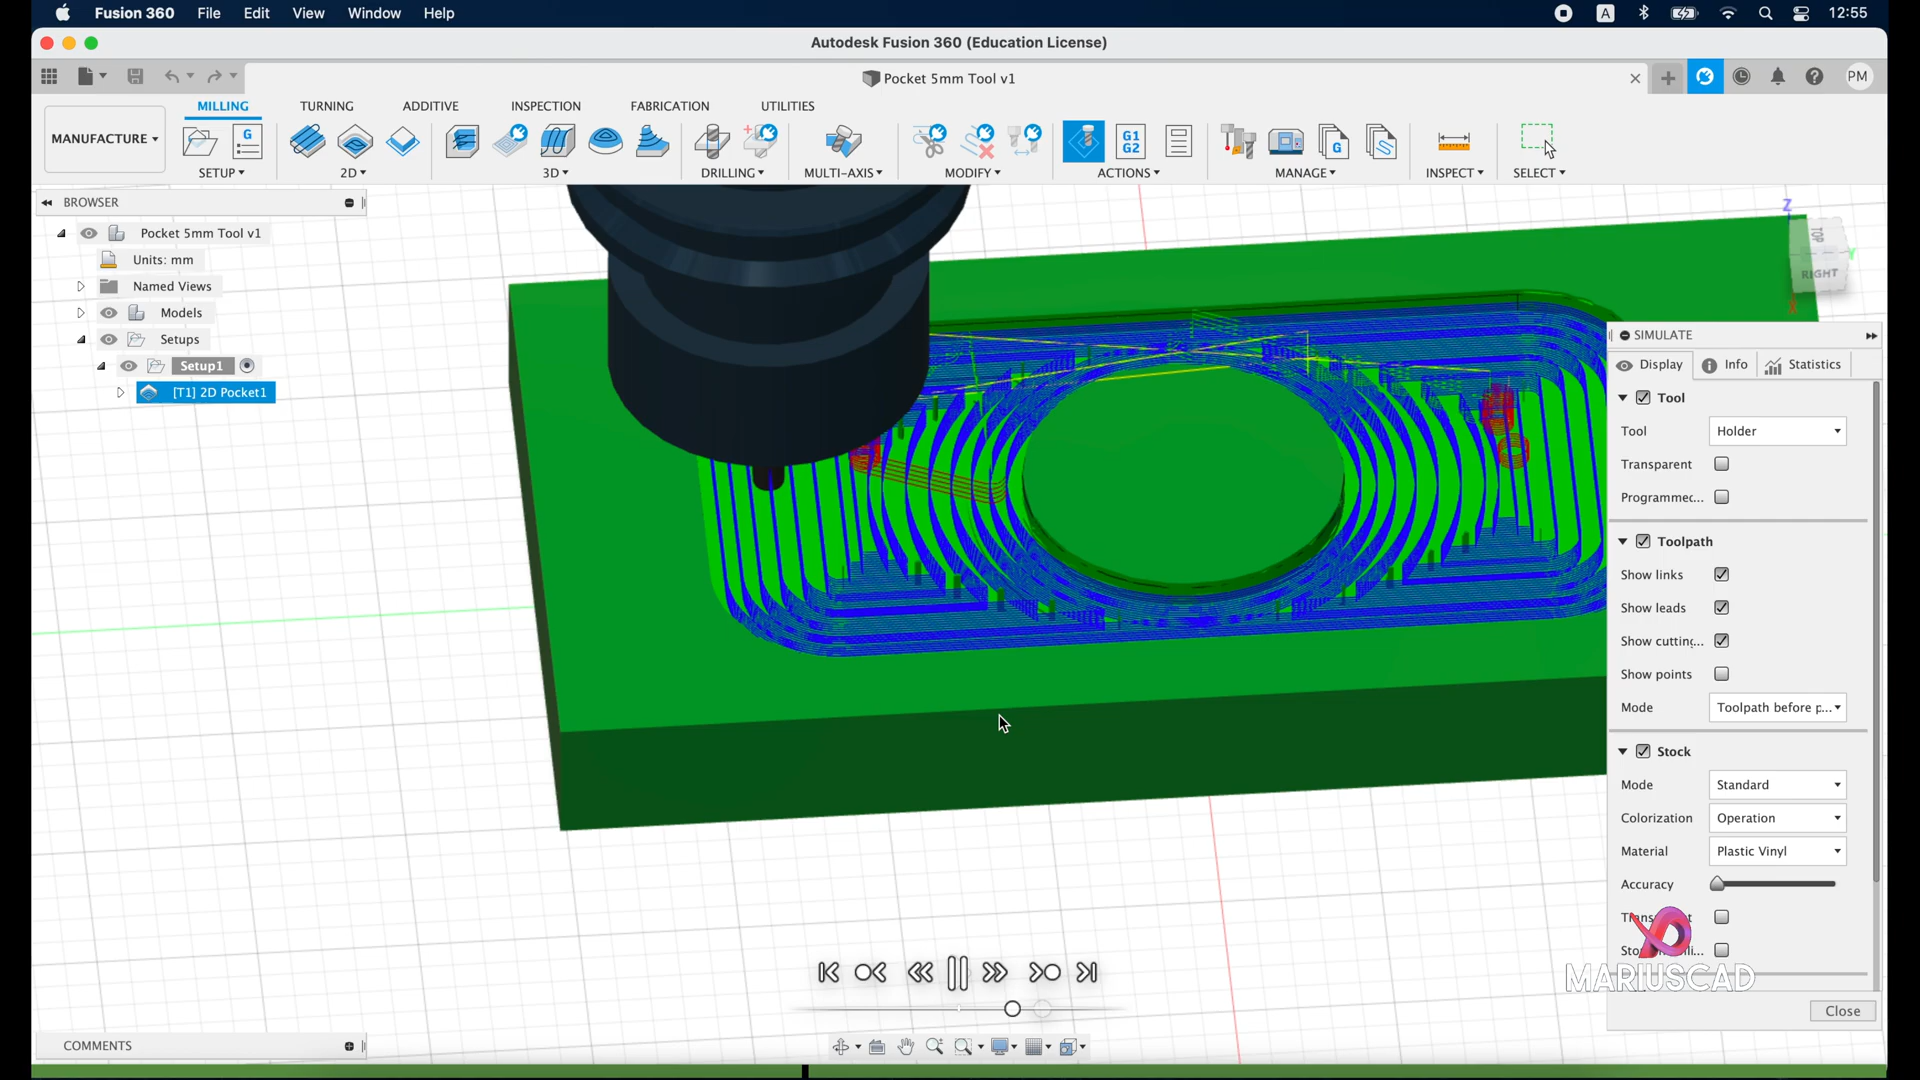 Fusion 360 File Edit View Window Help A 12:55
Autodesk Fusion 360 (Education License)
Pocket 5mm Tool v1 PM
MILLING TURNING ADDITIVE INSPECTION FABRICATION UTILITIES
MANUFACTURE
G G1 G2 G
SETUP 2D 3D DRILLING MULTI-AXIS MODIFY ACTIONS MANAGE INSPECT SELECT
BROWSER
Pocket 5mm Tool v1
Units: mm
Named Views
Models
Setups
Setup1
[T1] 2D Pocket1
Z
TOP
Y
RIGHT
X
SIMULATE
Display Info Statistics
Tool
Tool Holder
Transparent
Programmec...
Toolpath
Show links
Show leads
Show cuttin...
Show points
Mode Toolpath before p...
Stock
Mode Standard
Colorization Operation
Material Plastic Vinyl
Accuracy
MARIUSCAD
Close
COMMENTS